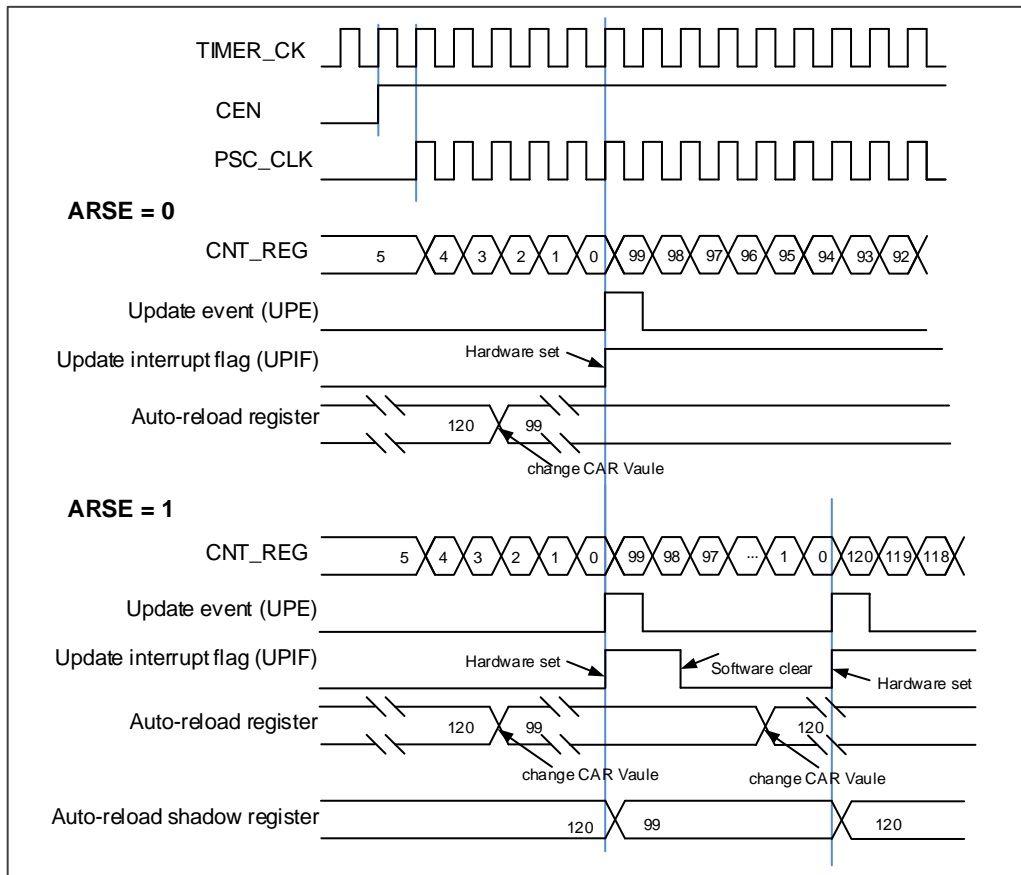 TIMER_CK
CEN
PSC_CLK
ARSE = 0
CNT_REG 5 4 3 2 1 0 99 98 97 96 95 94 93 92
Update event (UPE)
Update interrupt flag (UPIF) Hardware set
Auto-reload register 120 99
change CAR Vaule
ARSE = 1
CNT_REG 5 4 3 2 1 0 99 98 97 ... 1 0 120 119 118
Update event (UPE)
Update interrupt flag (UPIF) Hardware set Software clear Hardware set
Auto-reload register 120 99 120
change CAR Vaule change CAR Vaule
Auto-reload shadow register 120 99 120